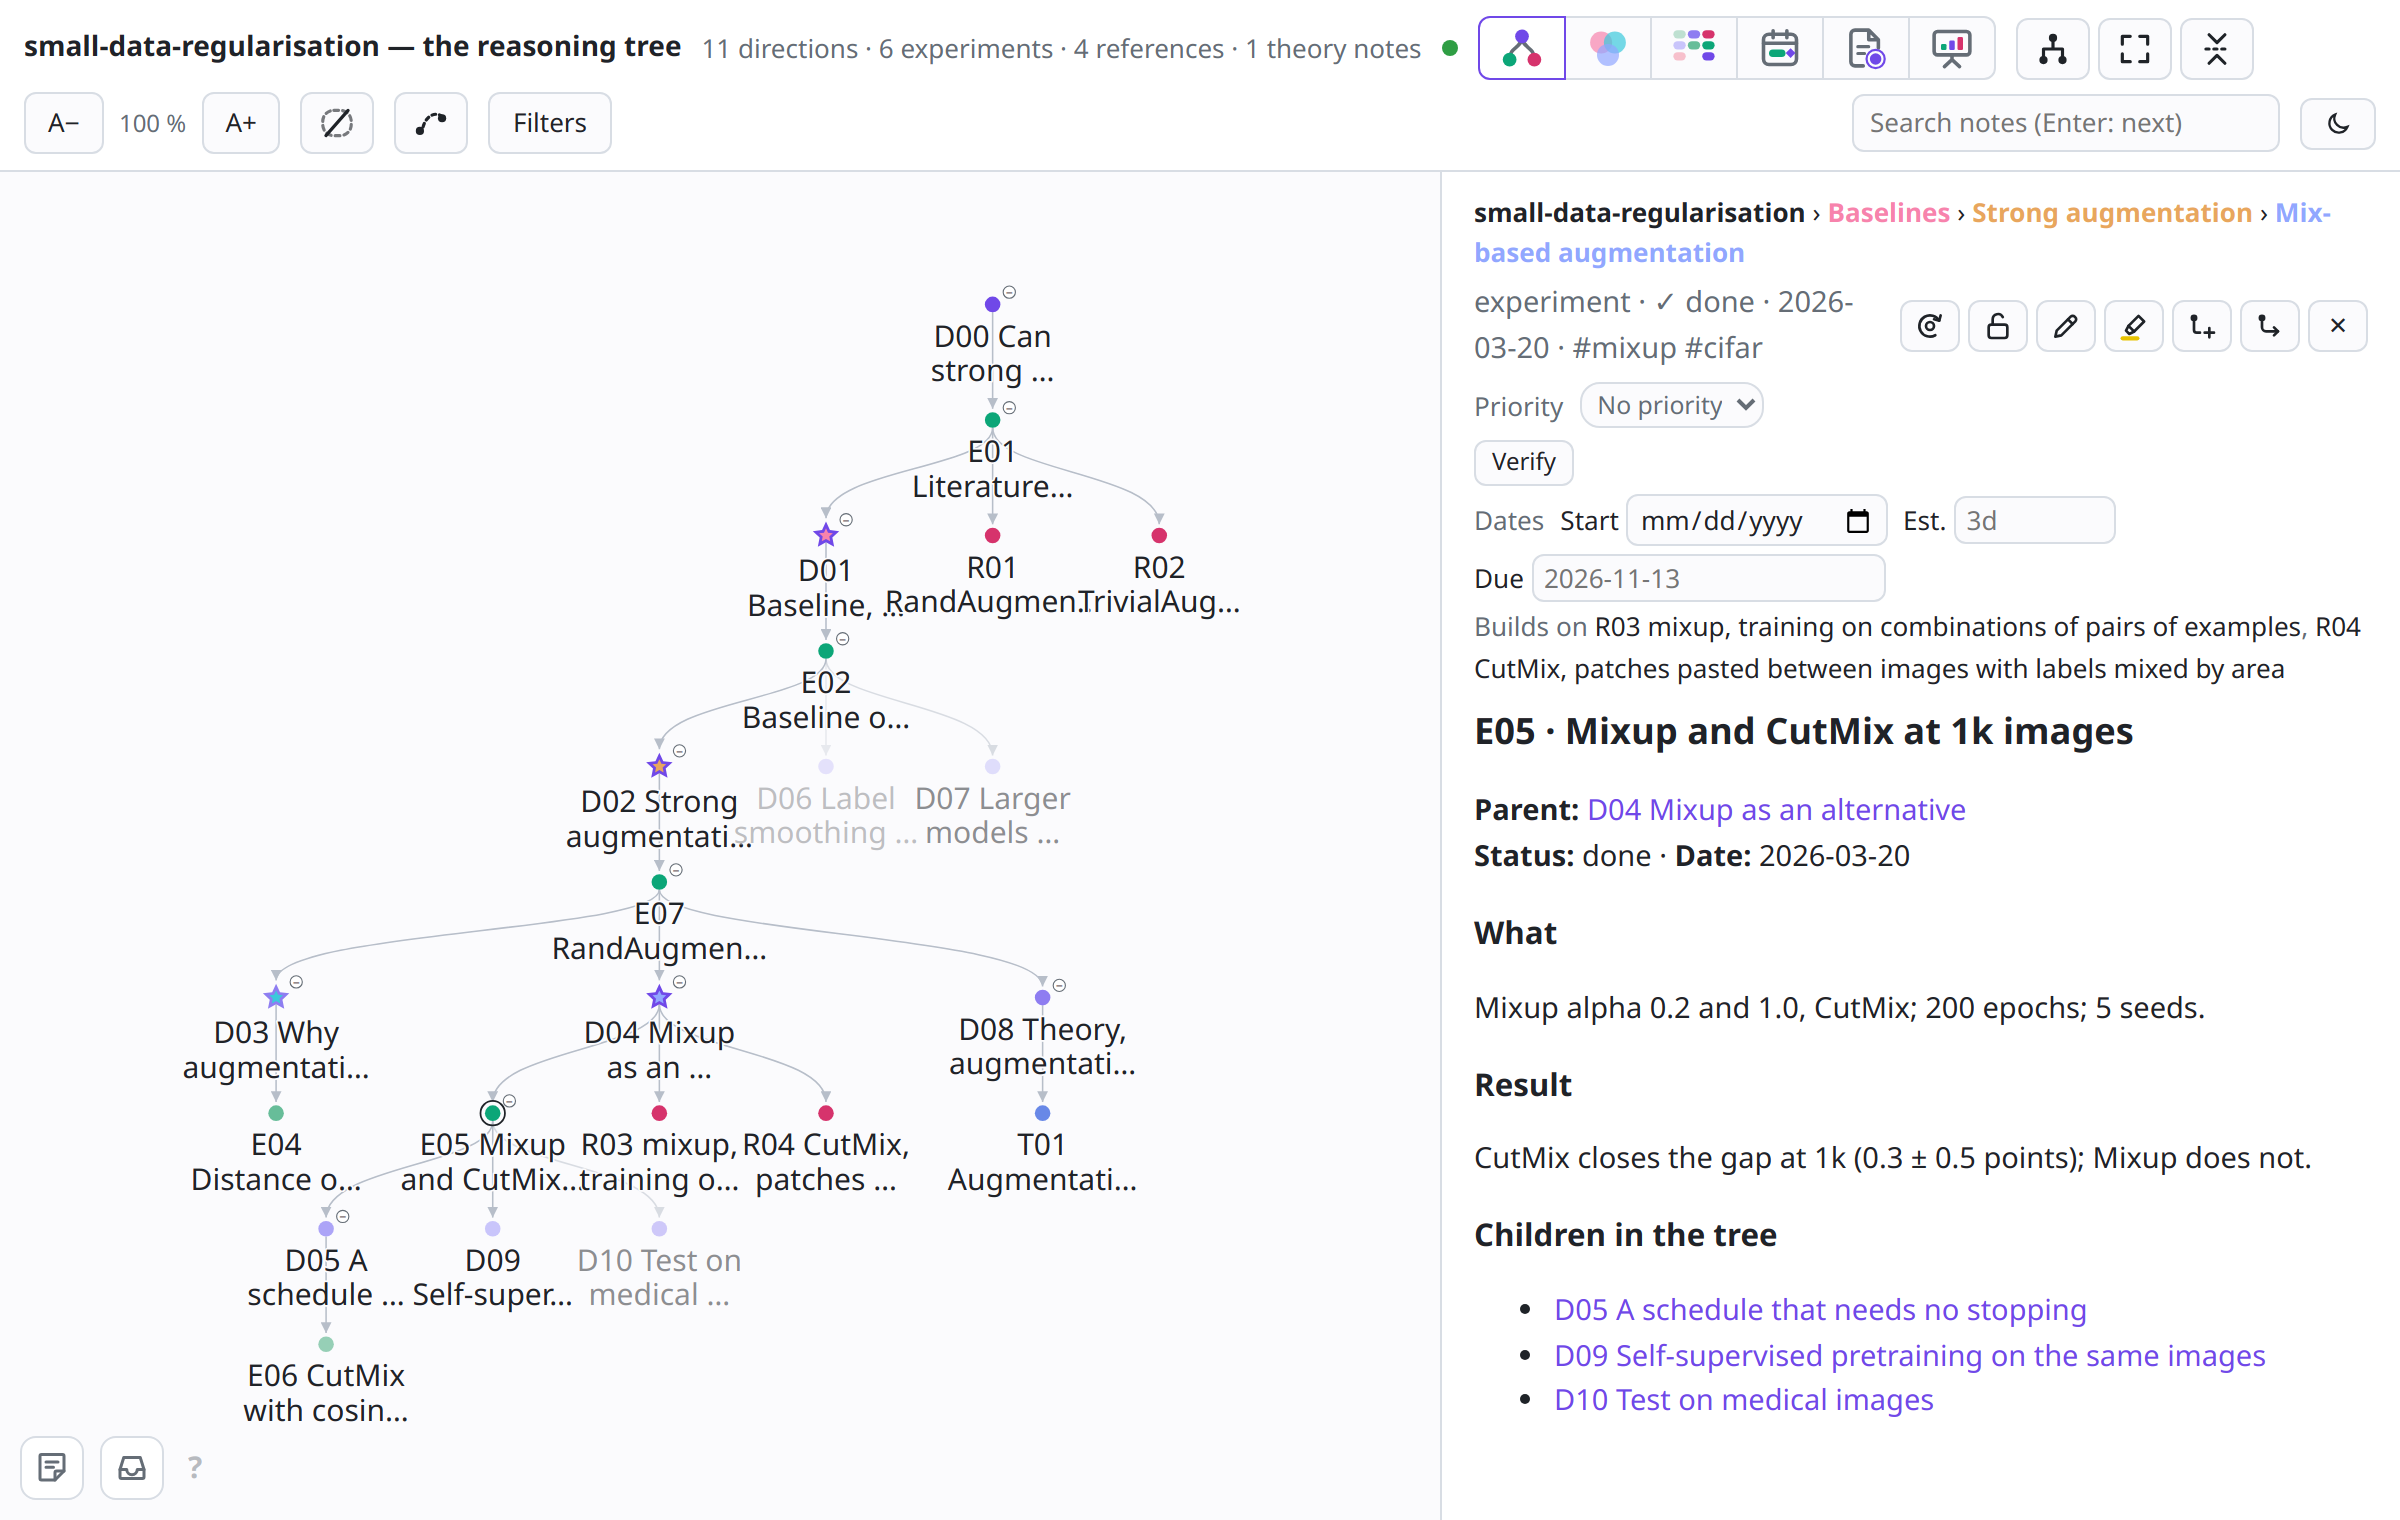 small-data-regularisation — the reasoning tree
11 directions · 6 experiments · 4 references · 1 theory notes
A−
100 %
A+
Filters
Search notes (Enter: next)
D00 Can
strong ...
E01
Literature...
D01
Baseline, ...
R01
RandAugmen...
R02
TrivialAug...
E02
Baseline o...
D02 Strong
augmentati...
D06 Label
smoothing ...
D07 Larger
models ...
E07
RandAugmen...
D03 Why
augmentati...
D04 Mixup
as an ...
D08 Theory,
augmentati...
E04
Distance o...
E05 Mixup
and CutMix...
R03 mixup,
training o...
R04 CutMix,
patches ...
T01
Augmentati...
D05 A
schedule ...
D09
Self-super...
D10 Test on
medical ...
E06 CutMix
with cosin...
?
small-data-regularisation › Baselines › Strong augmentation › Mix-
based augmentation
experiment · ✓ done · 2026-
03-20 · #mixup #cifar
Priority
No priority
Verify
Dates Start mm/dd/yyyy Est. 3d
Due 2026-11-13
Builds on R03 mixup, training on combinations of pairs of examples, R04
CutMix, patches pasted between images with labels mixed by area
E05 · Mixup and CutMix at 1k images
Parent: D04 Mixup as an alternative
Status: done · Date: 2026-03-20
What
Mixup alpha 0.2 and 1.0, CutMix; 200 epochs; 5 seeds.
Result
CutMix closes the gap at 1k (0.3 ± 0.5 points); Mixup does not.
Children in the tree
• D05 A schedule that needs no stopping
• D09 Self-supervised pretraining on the same images
• D10 Test on medical images